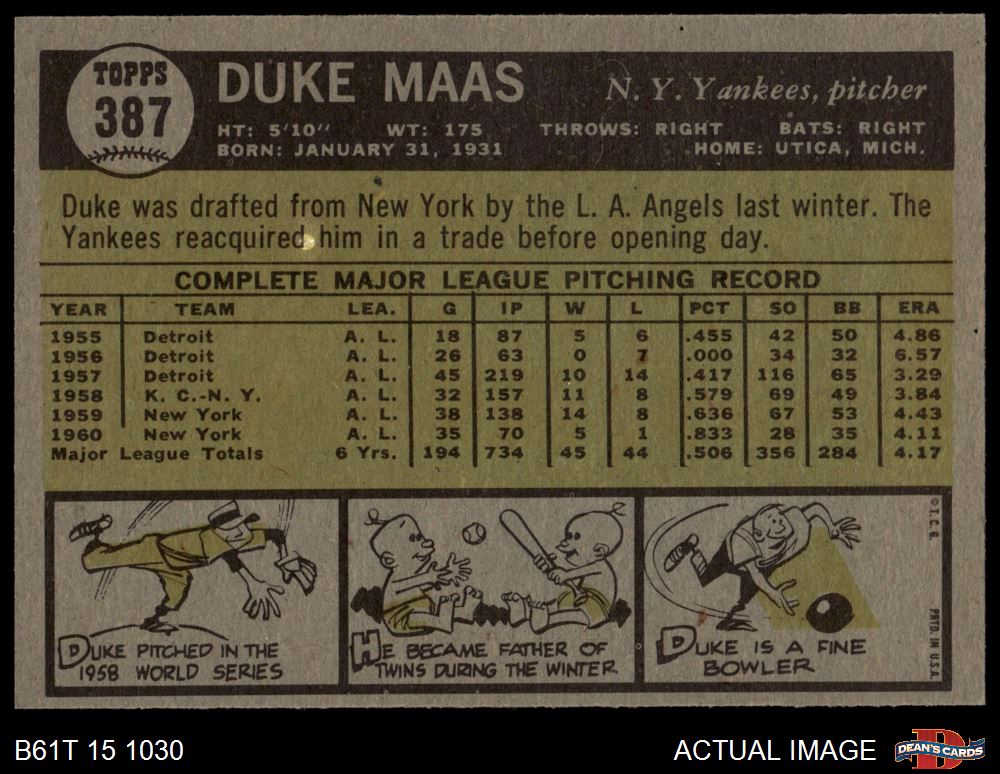 TOPPS
387
DUKE MAAS
N. Y. Yankees, pitcher
HT: 5'10" WT: 175 THROWS: RIGHT BATS: RIGHT
BORN: JANUARY 31, 1931 HOME: UTICA, MICH.
Duke was drafted from New York by the L. A. Angels last winter. The
Yankees reacquired him in a trade before opening day.
COMPLETE MAJOR LEAGUE PITCHING RECORD
YEAR TEAM LEA. G IP W L PCT SO BB ERA
1955 Detroit A. L. 18 87 5 6 .455 42 50 4.86
1956 Detroit A. L. 26 63 0 7 .000 34 32 6.57
1957 Detroit A. L. 45 219 10 14 .417 116 65 3.29
1958 K. C.-N. Y. A. L. 32 157 11 8 .579 69 49 3.84
1959 New York A. L. 38 138 14 8 .636 67 53 4.43
1960 New York A. L. 35 70 5 1 .833 28 35 4.11
Major League Totals 6 Yrs. 194 734 45 44 .506 356 284 4.17
DUKE PITCHED IN THE
1958 WORLD SERIES
HE BECAME FATHER OF
TWINS DURING THE WINTER
DUKE IS A FINE
BOWLER
© T. C. G.
PRTD. IN U.S.A.
B61T 15 1030
ACTUAL IMAGE
DEAN'S CARDS